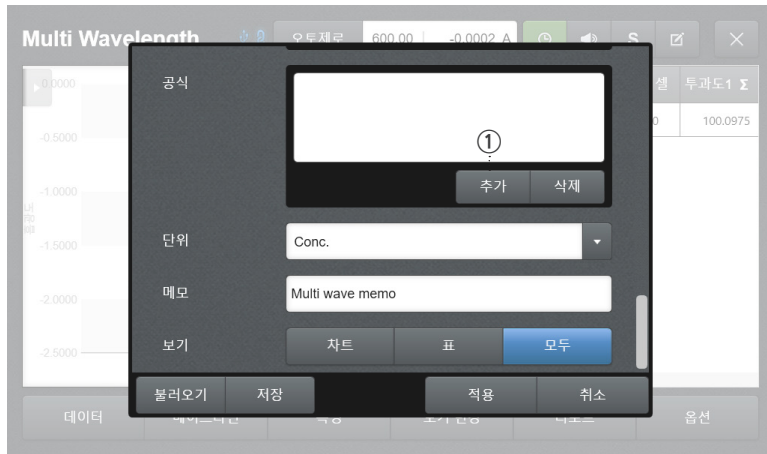 Multi Wavelength
오토제로 600.00 -0.0002 A S
셀 투과도1 Σ
0.0000
0 100.0975
공식
-0.5000
①
추가 삭제
-1.0000
단위 Conc.
-1.5000
메모 Multi wave memo
-2.0000
보기 차트 표 모두
-2.5000
불러오기 저장 적용 취소
데이터 옵션